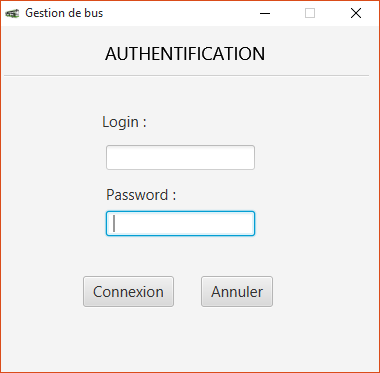 Gestion de bus
AUTHENTIFICATION
Login :
Password :
Connexion
Annuler